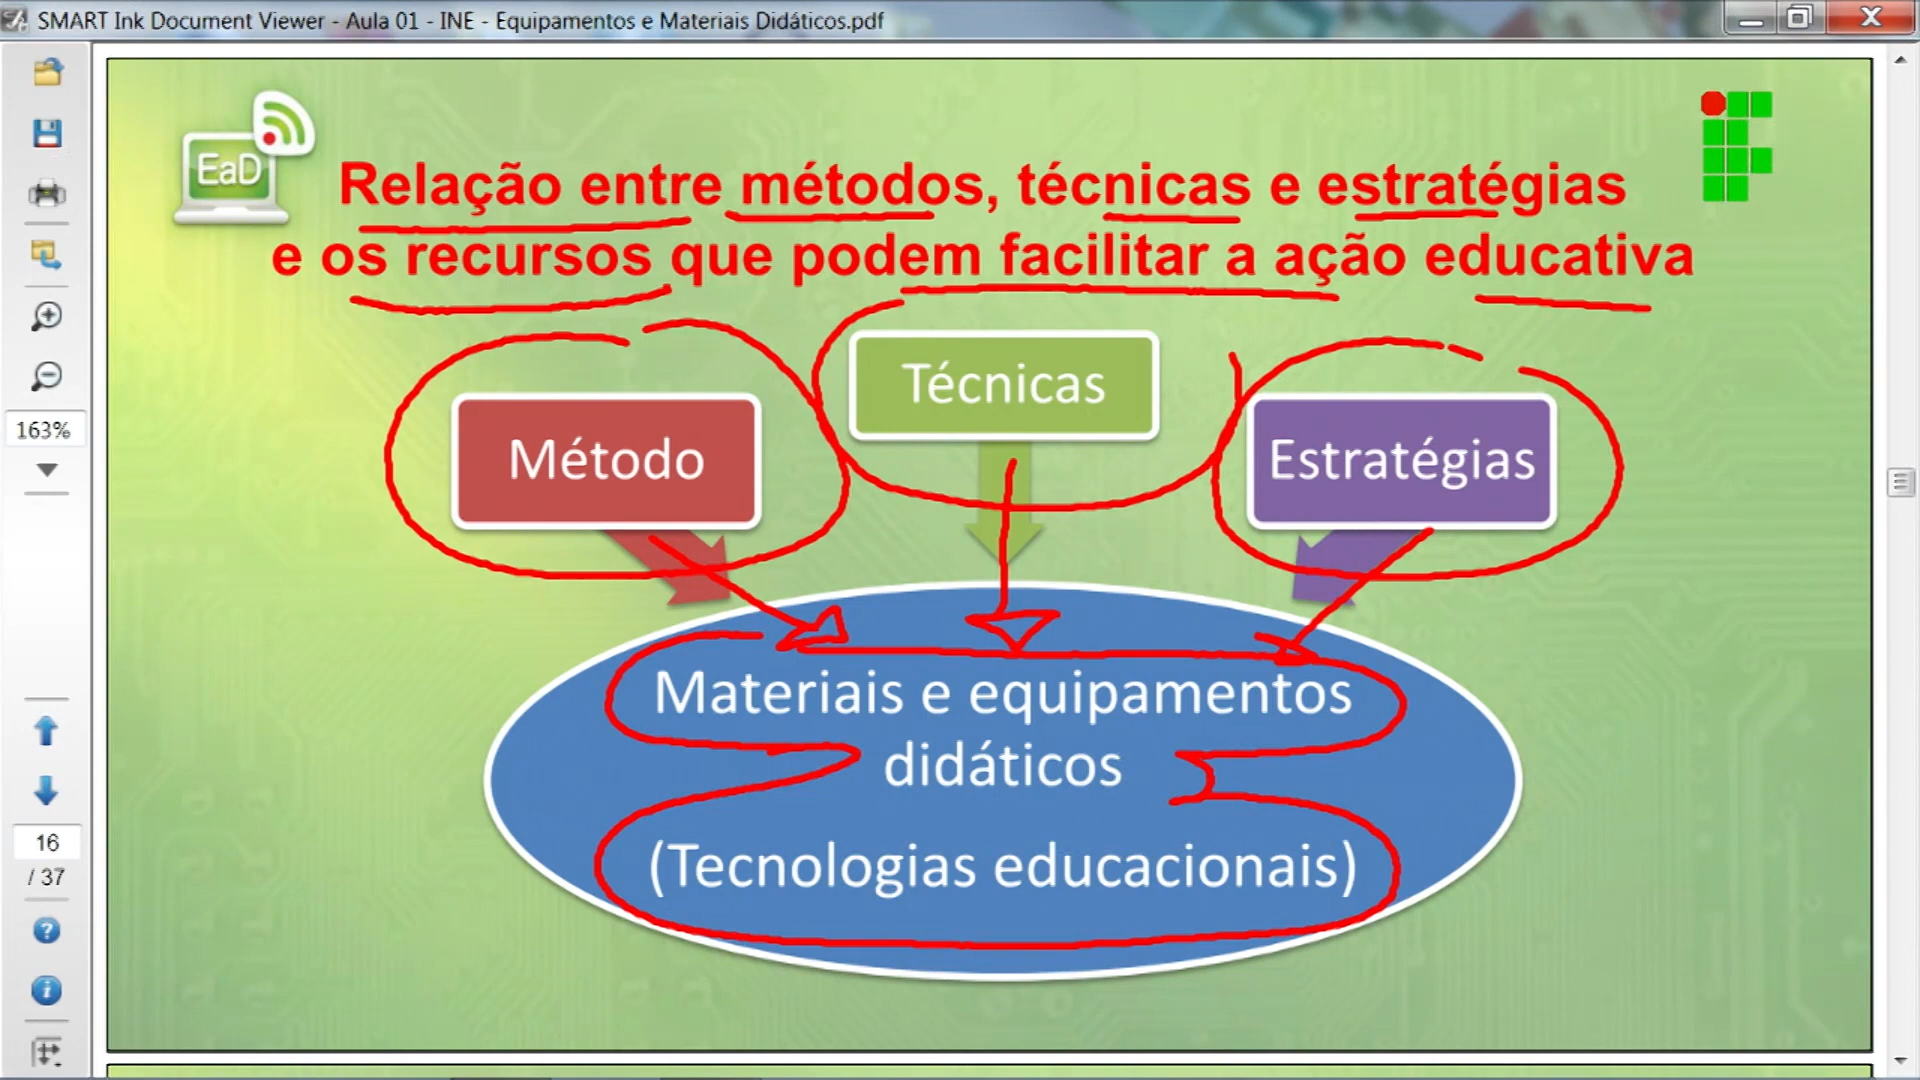 SMART Ink Document Viewer - Aula 01 - INE - Equipamentos e Materiais Didáticos.pdf
EaD
Relação entre métodos, técnicas e estratégias
e os recursos que podem facilitar a ação educativa
Técnicas
Método
Estratégias
163%
Materiais e equipamentos
didáticos
(Tecnologias educacionais)
16
/ 37